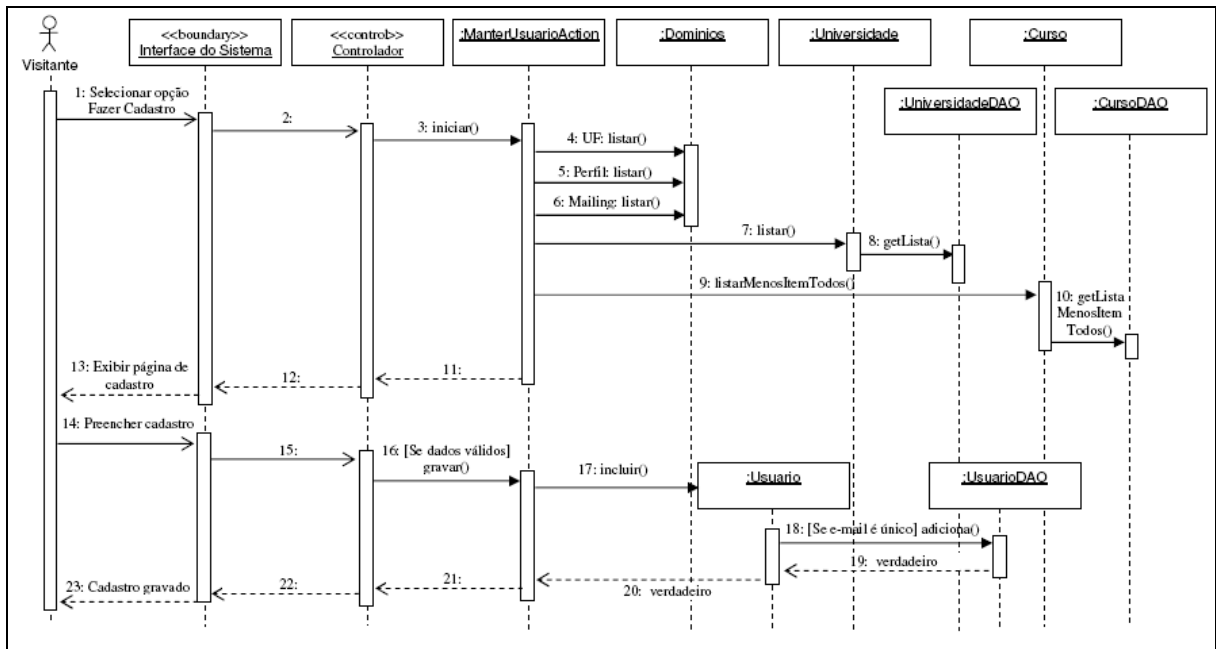 <<boundary>>
Interface do Sistema
<<control>>
Controlador
:ManterUsuarioAction
:Dominios
:Universidade
:Curso
Visitante
:UniversidadeDAO
:CursoDAO
1: Selecionar opção
Fazer Cadastro
2:
3: iniciar()
4: UF: listar()
5: Perfil: listar()
6: Mailing: listar()
7: listar()
8: getLista()
9: listarMenosItemTodos()
10: getLista
MenosItem
Todos()
11:
12:
13: Exibir página de
cadastro
14: Preencher cadastro
15:
16: [Se dados válidos]
gravar()
17: incluir()
:Usuario
:UsuarioDAO
18: [Se e-mail é único] adiciona()
19: verdadeiro
20: verdadeiro
21:
22:
23: Cadastro gravado